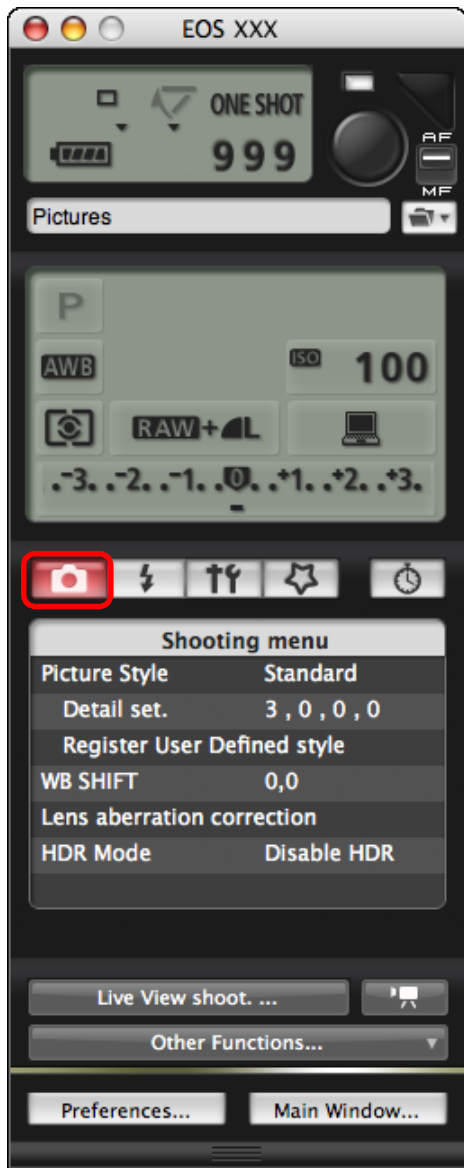 EOS XXX
ONE SHOT
999
AF
MF
Pictures
P
AWB
ISO 100
RAW+L
.-3. .-2. .-1. .0. .+1. .+2. .+3.
Shooting menu
Picture Style Standard
Detail set. 3 , 0 , 0 , 0
Register User Defined style
WB SHIFT 0,0
Lens aberration correction
HDR Mode Disable HDR
Live View shoot. ...
Other Functions...
Preferences... Main Window...